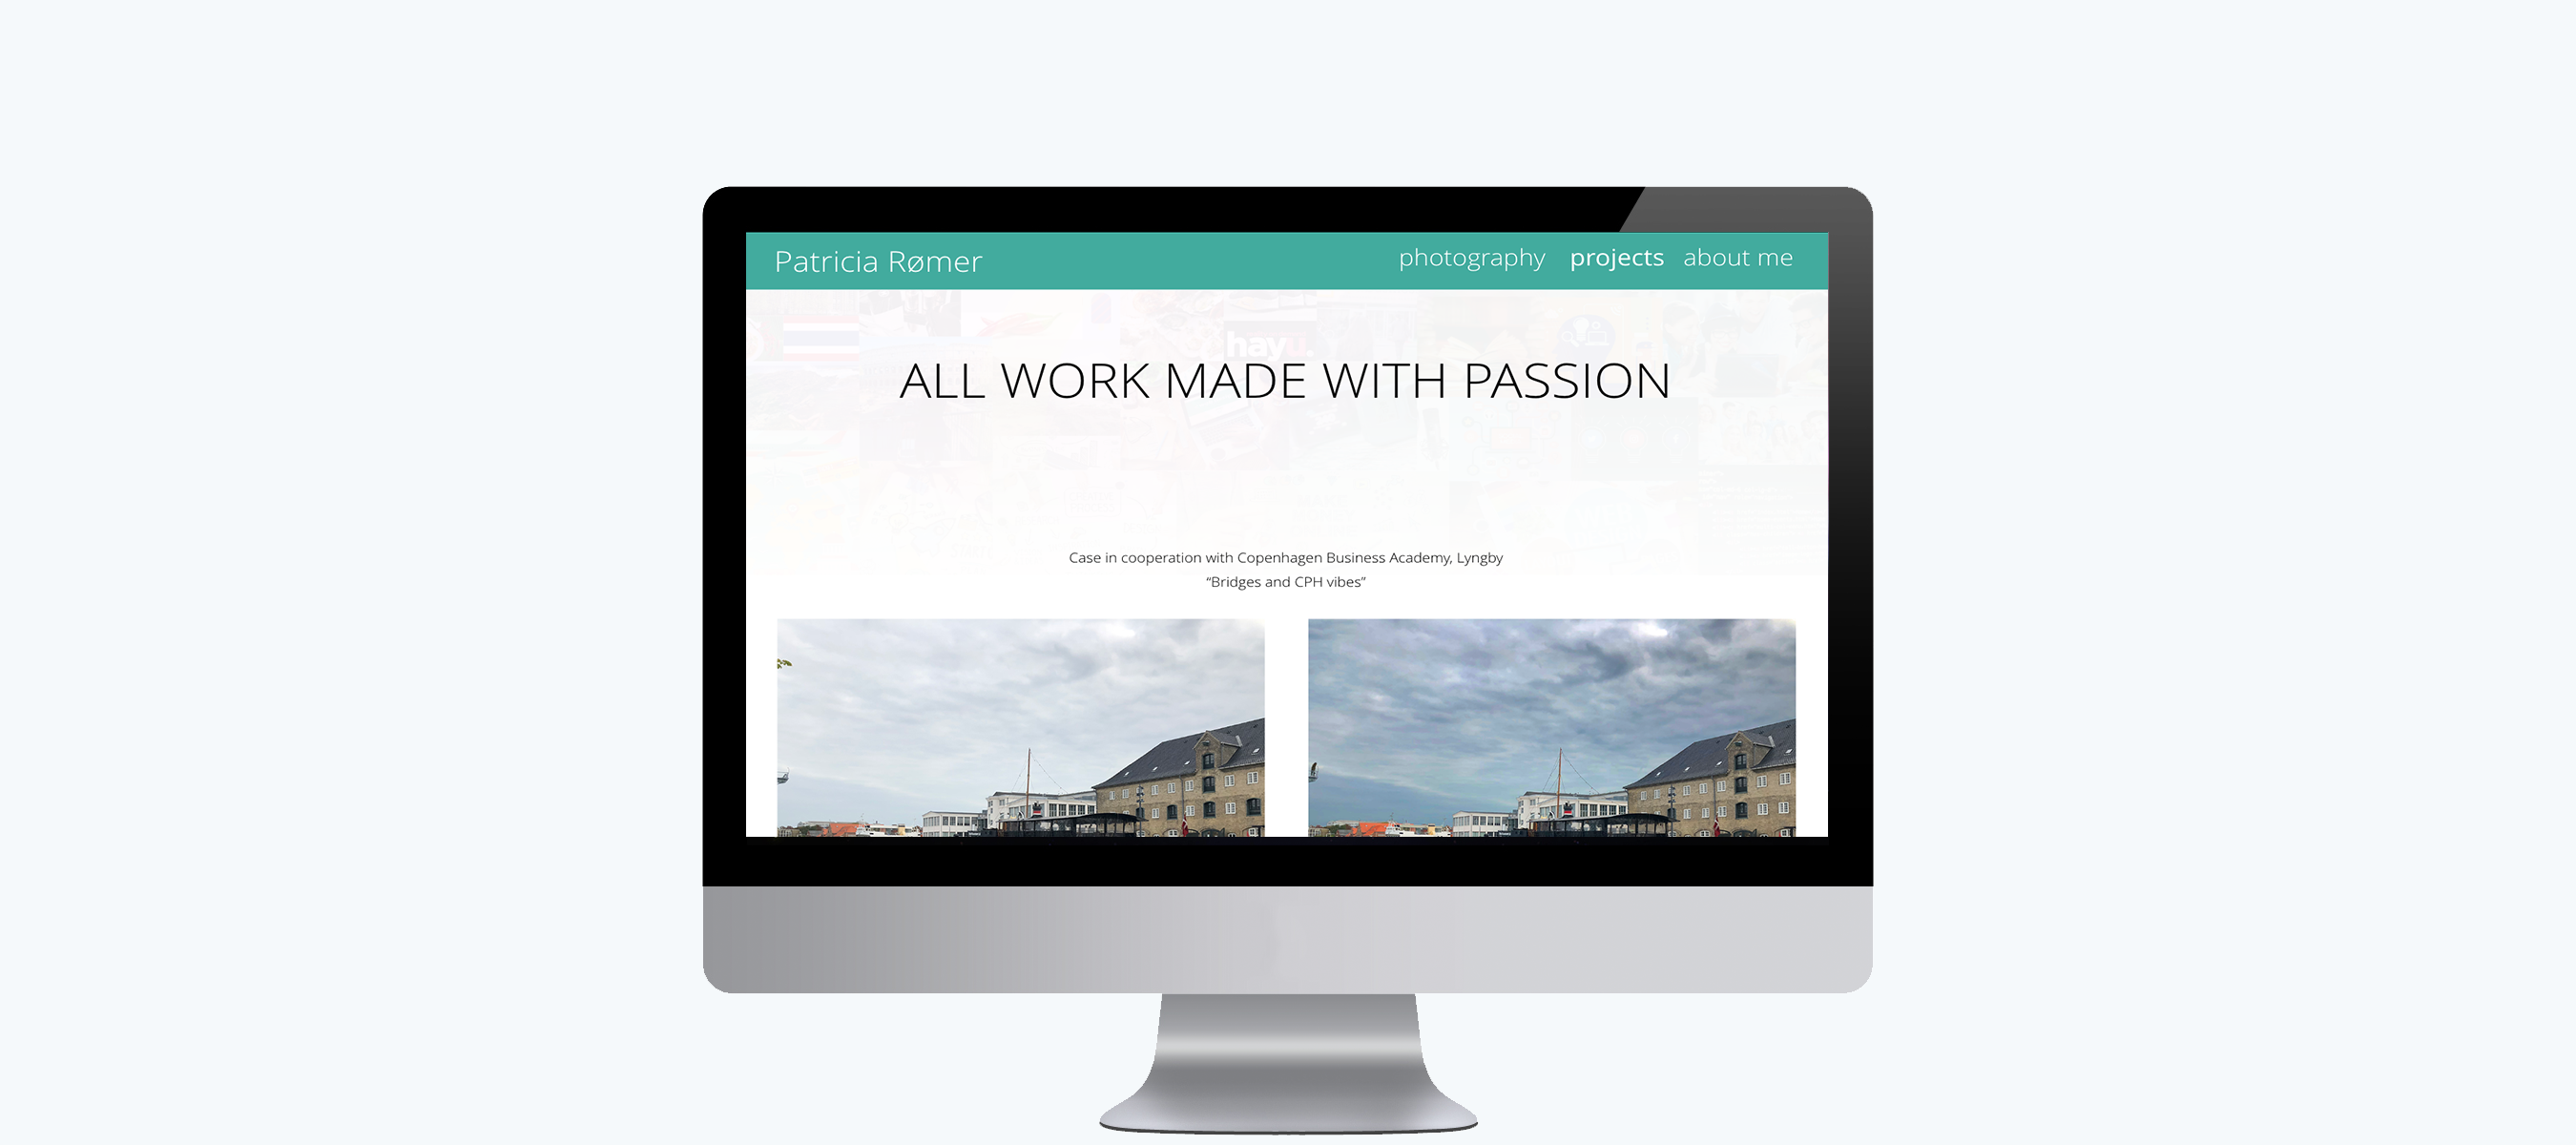 Patricia Rømer
photography projects about me
hayu.
ALL WORK MADE WITH PASSION
Case in cooperation with Copenhagen Business Academy, Lyngby
“Bridges and CPH vibes”